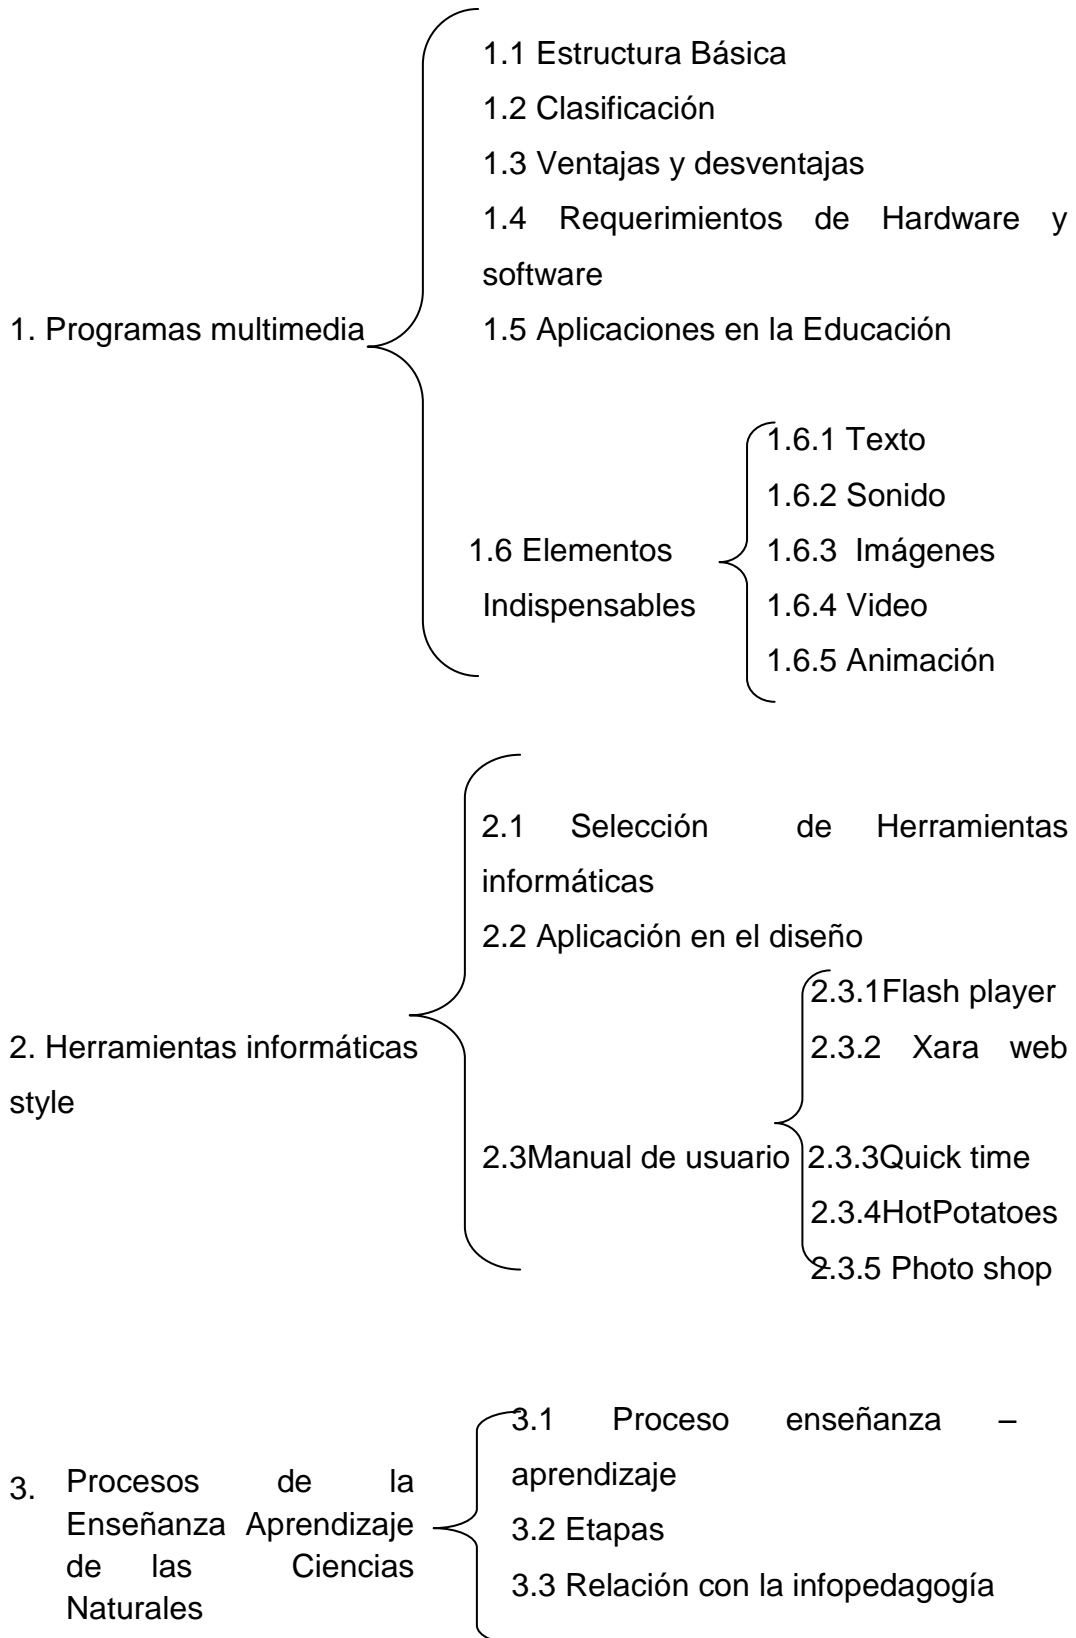 1.1 Estructura Básica
1.2 Clasificación
1.3 Ventajas y desventajas
1.4 Requerimientos de Hardware y
software
1. Programas multimedia
1.5 Aplicaciones en la Educación
1.6.1 Texto
1.6.2 Sonido
1.6 Elementos
1.6.3 Imágenes
Indispensables
1.6.4 Video
1.6.5 Animación
2.1 Selección de Herramientas
informáticas
2.2 Aplicación en el diseño
2.3.1Flash player
2. Herramientas informáticas
2.3.2 Xara web
style
2.3Manual de usuario
2.3.3Quick time
2.3.4HotPotatoes
2.3.5 Photo shop
3.1 Proceso enseñanza –
aprendizaje
3. Procesos de la
Enseñanza Aprendizaje
de las Ciencias
Naturales
3.2 Etapas
3.3 Relación con la infopedagogía